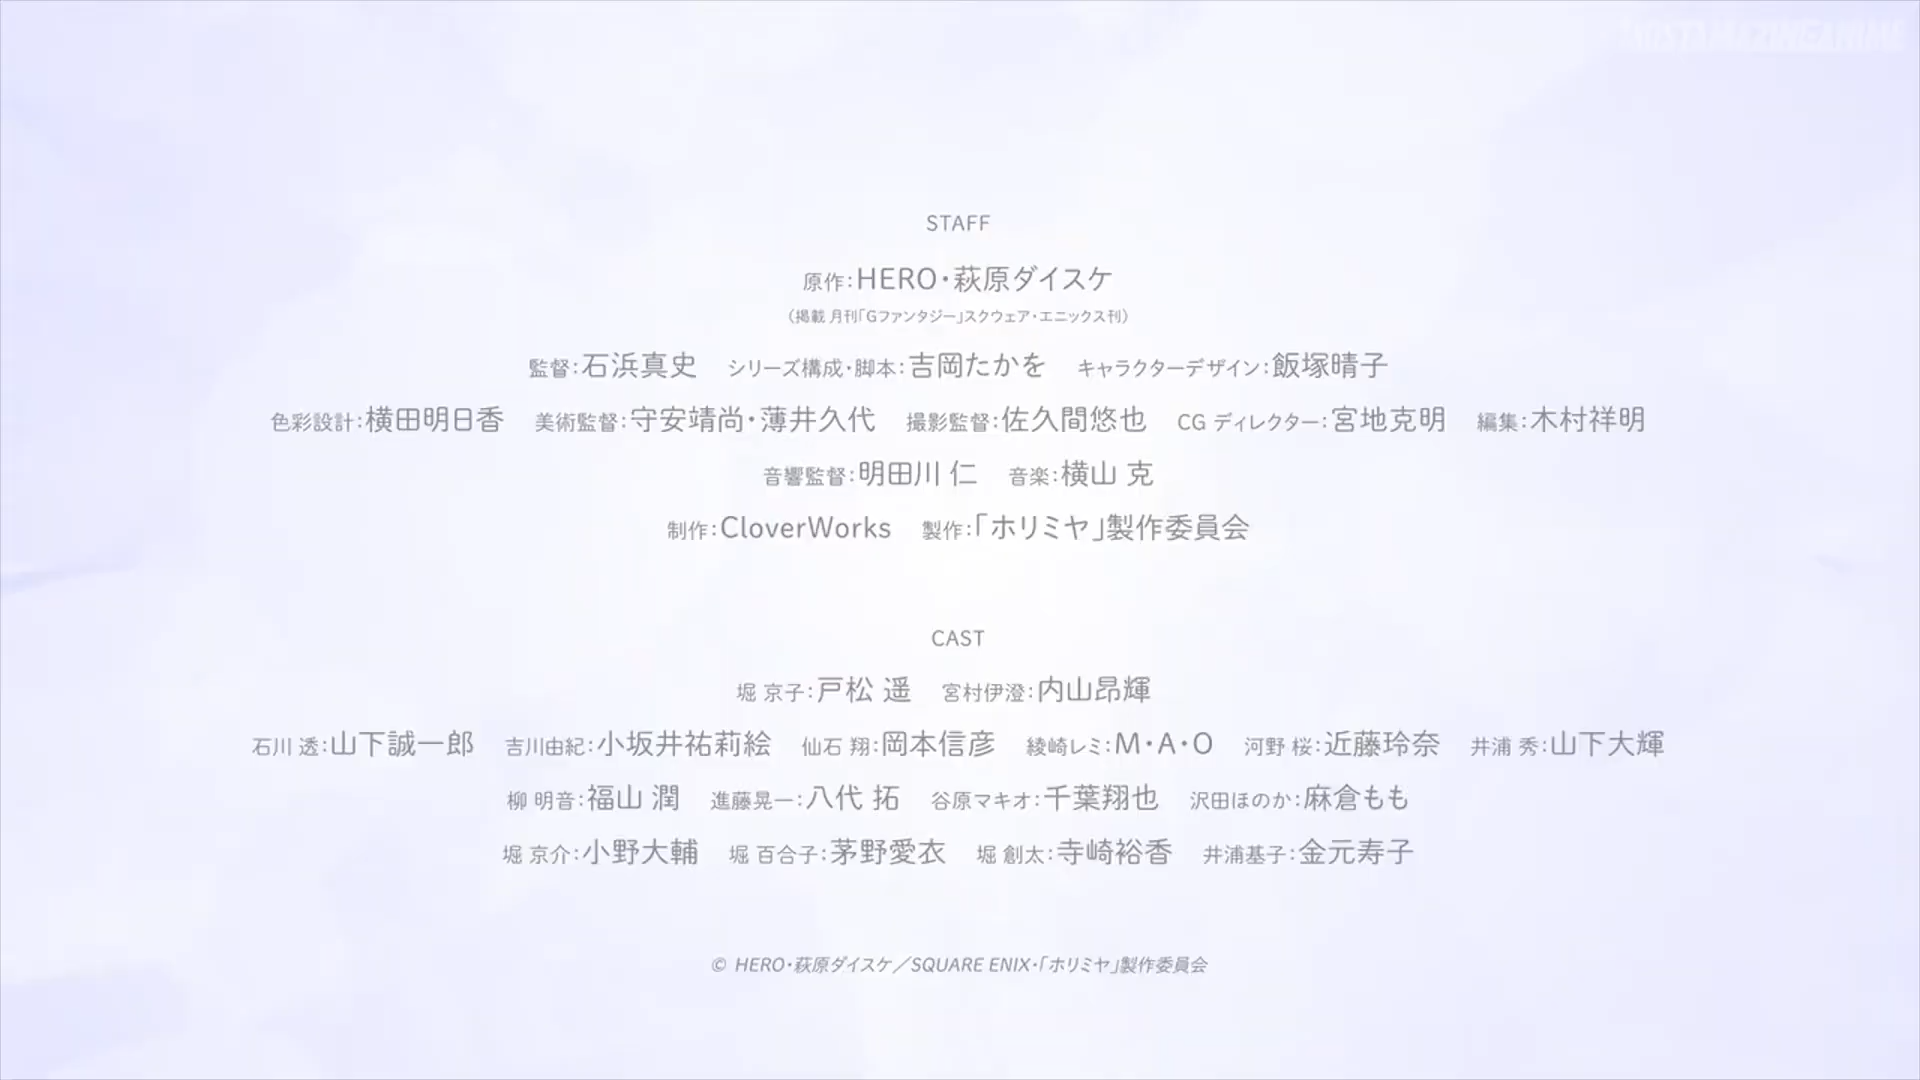 STAFF
原作:HERO・萩原ダイスケ
(掲載 月刊「Gファンタジー」スクウェア・エニックス刊)
監督:石浜真史 シリーズ構成・脚本:吉岡たかを キャラクターデザイン:飯塚晴子
色彩設計:横田明日香 美術監督:守安靖尚・薄井久代 撮影監督:佐久間悠也 CG ディレクター:宮地克明 編集:木村祥明
音響監督:明田川 仁 音楽:横山 克
制作:CloverWorks 製作:「ホリミヤ」製作委員会
CAST
堀 京子:戸松 遥 宮村伊澄:内山昂輝
石川 透:山下誠一郎 吉川由紀:小坂井祐莉絵 仙石 翔:岡本信彦 綾崎レミ:M・A・O 河野 桜:近藤玲奈 井浦 秀:山下大輝
柳 明音:福山 潤 進藤晃一:八代 拓 谷原マキオ:千葉翔也 沢田ほのか:麻倉もも
堀 京介:小野大輔 堀 百合子:茅野愛衣 堀 創太:寺崎裕香 井浦基子:金元寿子
© HERO・萩原ダイスケ／SQUARE ENIX・「ホリミヤ」製作委員会